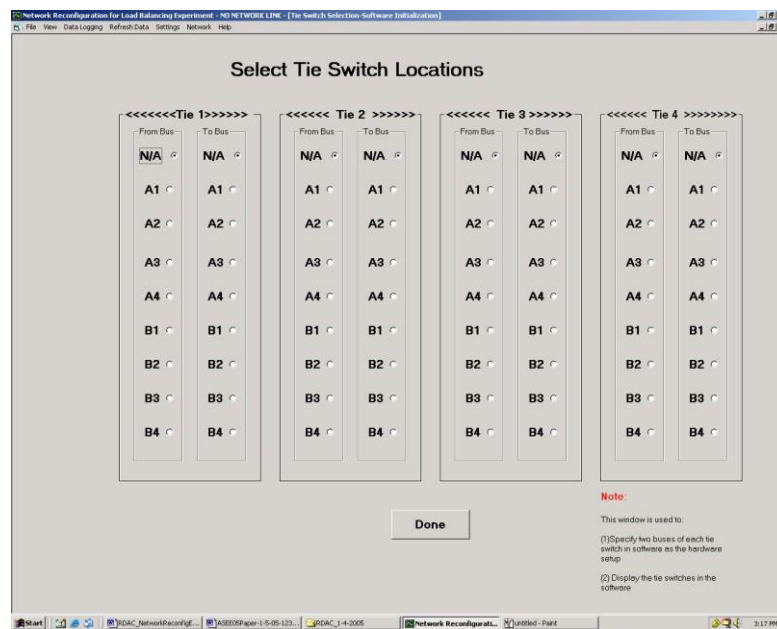 Network Reconfiguration for Load Balancing Experiment - NO NETWORK LINK - [Tie Switch Selection-Software Initialization]
File View Data Logging Refresh Data Settings Network Help
Select Tie Switch Locations
<<<<<<<Tie 1>>>>>> <<<<<< Tie 2 >>>>>> <<<<<< Tie 3 >>>>>> <<<<<< Tie 4 >>>>>>>>
From Bus To Bus From Bus To Bus From Bus To Bus From Bus To Bus
N/A N/A N/A N/A N/A N/A N/A N/A
A1 A1 A1 A1 A1 A1 A1 A1
A2 A2 A2 A2 A2 A2 A2 A2
A3 A3 A3 A3 A3 A3 A3 A3
A4 A4 A4 A4 A4 A4 A4 A4
B1 B1 B1 B1 B1 B1 B1 B1
B2 B2 B2 B2 B2 B2 B2 B2
B3 B3 B3 B3 B3 B3 B3 B3
B4 B4 B4 B4 B4 B4 B4 B4
Done
Note:
This window is used to:
(1)Specify two buses of each tie
switch in software as the hardware
setup
(2) Display the tie switches in the
software
Start RDAC_NetworkReconfigE... ASEE05Paper-1-5-05-123... RDAC_1-4-2005 Network Reconfigurati... untitled - Paint 3:17 PM